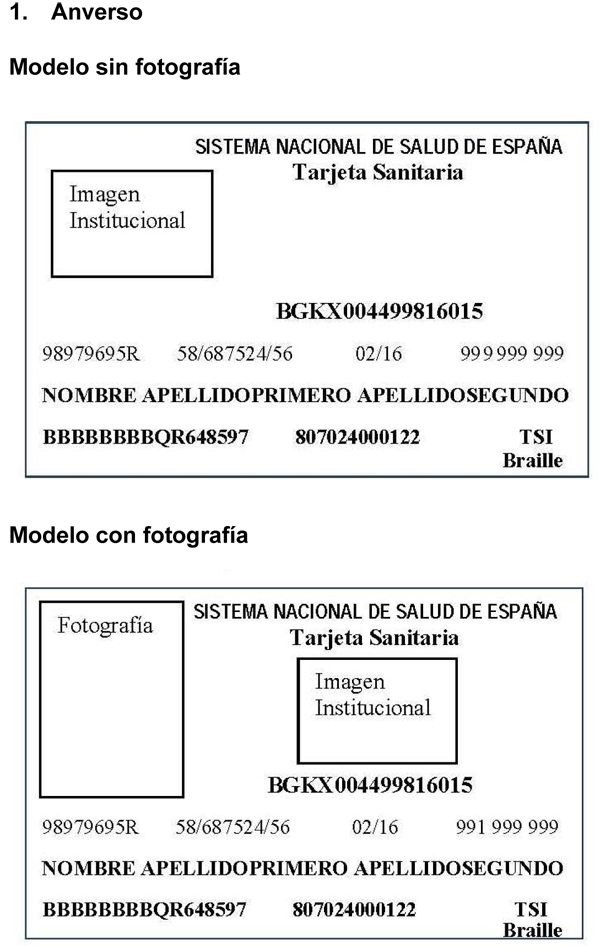 1. Anverso
Modelo sin fotografía
SISTEMA NACIONAL DE SALUD DE ESPAÑA
Tarjeta Sanitaria
Imagen
Institucional
BGKX004499816015
98979695R 58/687524/56 02/16 999 999 999
NOMBRE APELLIDOPRIMERO APELLIDOSEGUNDO
BBBBBBBBQR648597 807024000122 TSI
Braille
Modelo con fotografía
Fotografía
SISTEMA NACIONAL DE SALUD DE ESPAÑA
Tarjeta Sanitaria
Imagen
Institucional
BGKX004499816015
98979695R 58/687524/56 02/16 991 999 999
NOMBRE APELLIDOPRIMERO APELLIDOSEGUNDO
BBBBBBBBQR648597 807024000122 TSI
Braille